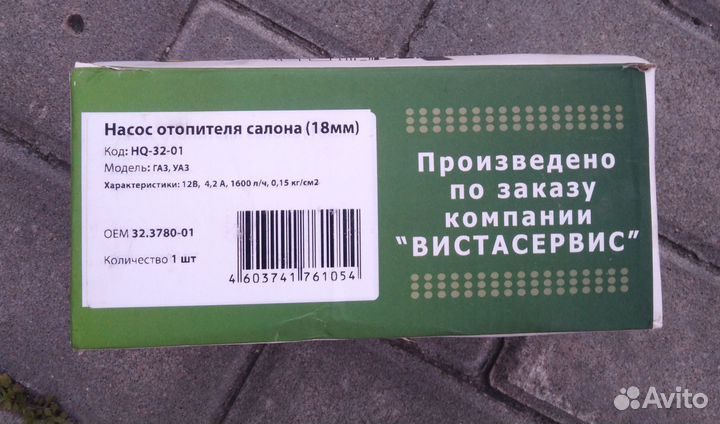 Насос отопителя салона (18мм)
Код: HQ-32-01
Модель: ГАЗ, УАЗ
Характеристики: 12В, 4,2 А, 1600 л/ч, 0,15 кг/см2
ОЕМ 32.3780-01
Количество 1 шт
4 603741 761054
Произведено
по заказу
компании
"ВИСТАСЕРВИС"
Avito